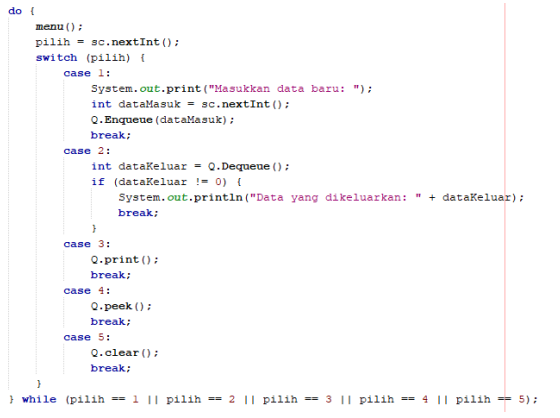 do {
    menu();
    pilih = sc.nextInt();
    switch (pilih) {
        case 1:
            System.out.print("Masukkan data baru: ");
            int dataMasuk = sc.nextInt();
            Q.Enqueue(dataMasuk);
            break;
        case 2:
            int dataKeluar = Q.Dequeue();
            if (dataKeluar != 0) {
                System.out.println("Data yang dikeluarkan: " + dataKeluar);
                break;
            }
        case 3:
            Q.print();
            break;
        case 4:
            Q.peek();
            break;
        case 5:
            Q.clear();
            break;
    }
} while (pilih == 1 || pilih == 2 || pilih == 3 || pilih == 4 || pilih == 5);